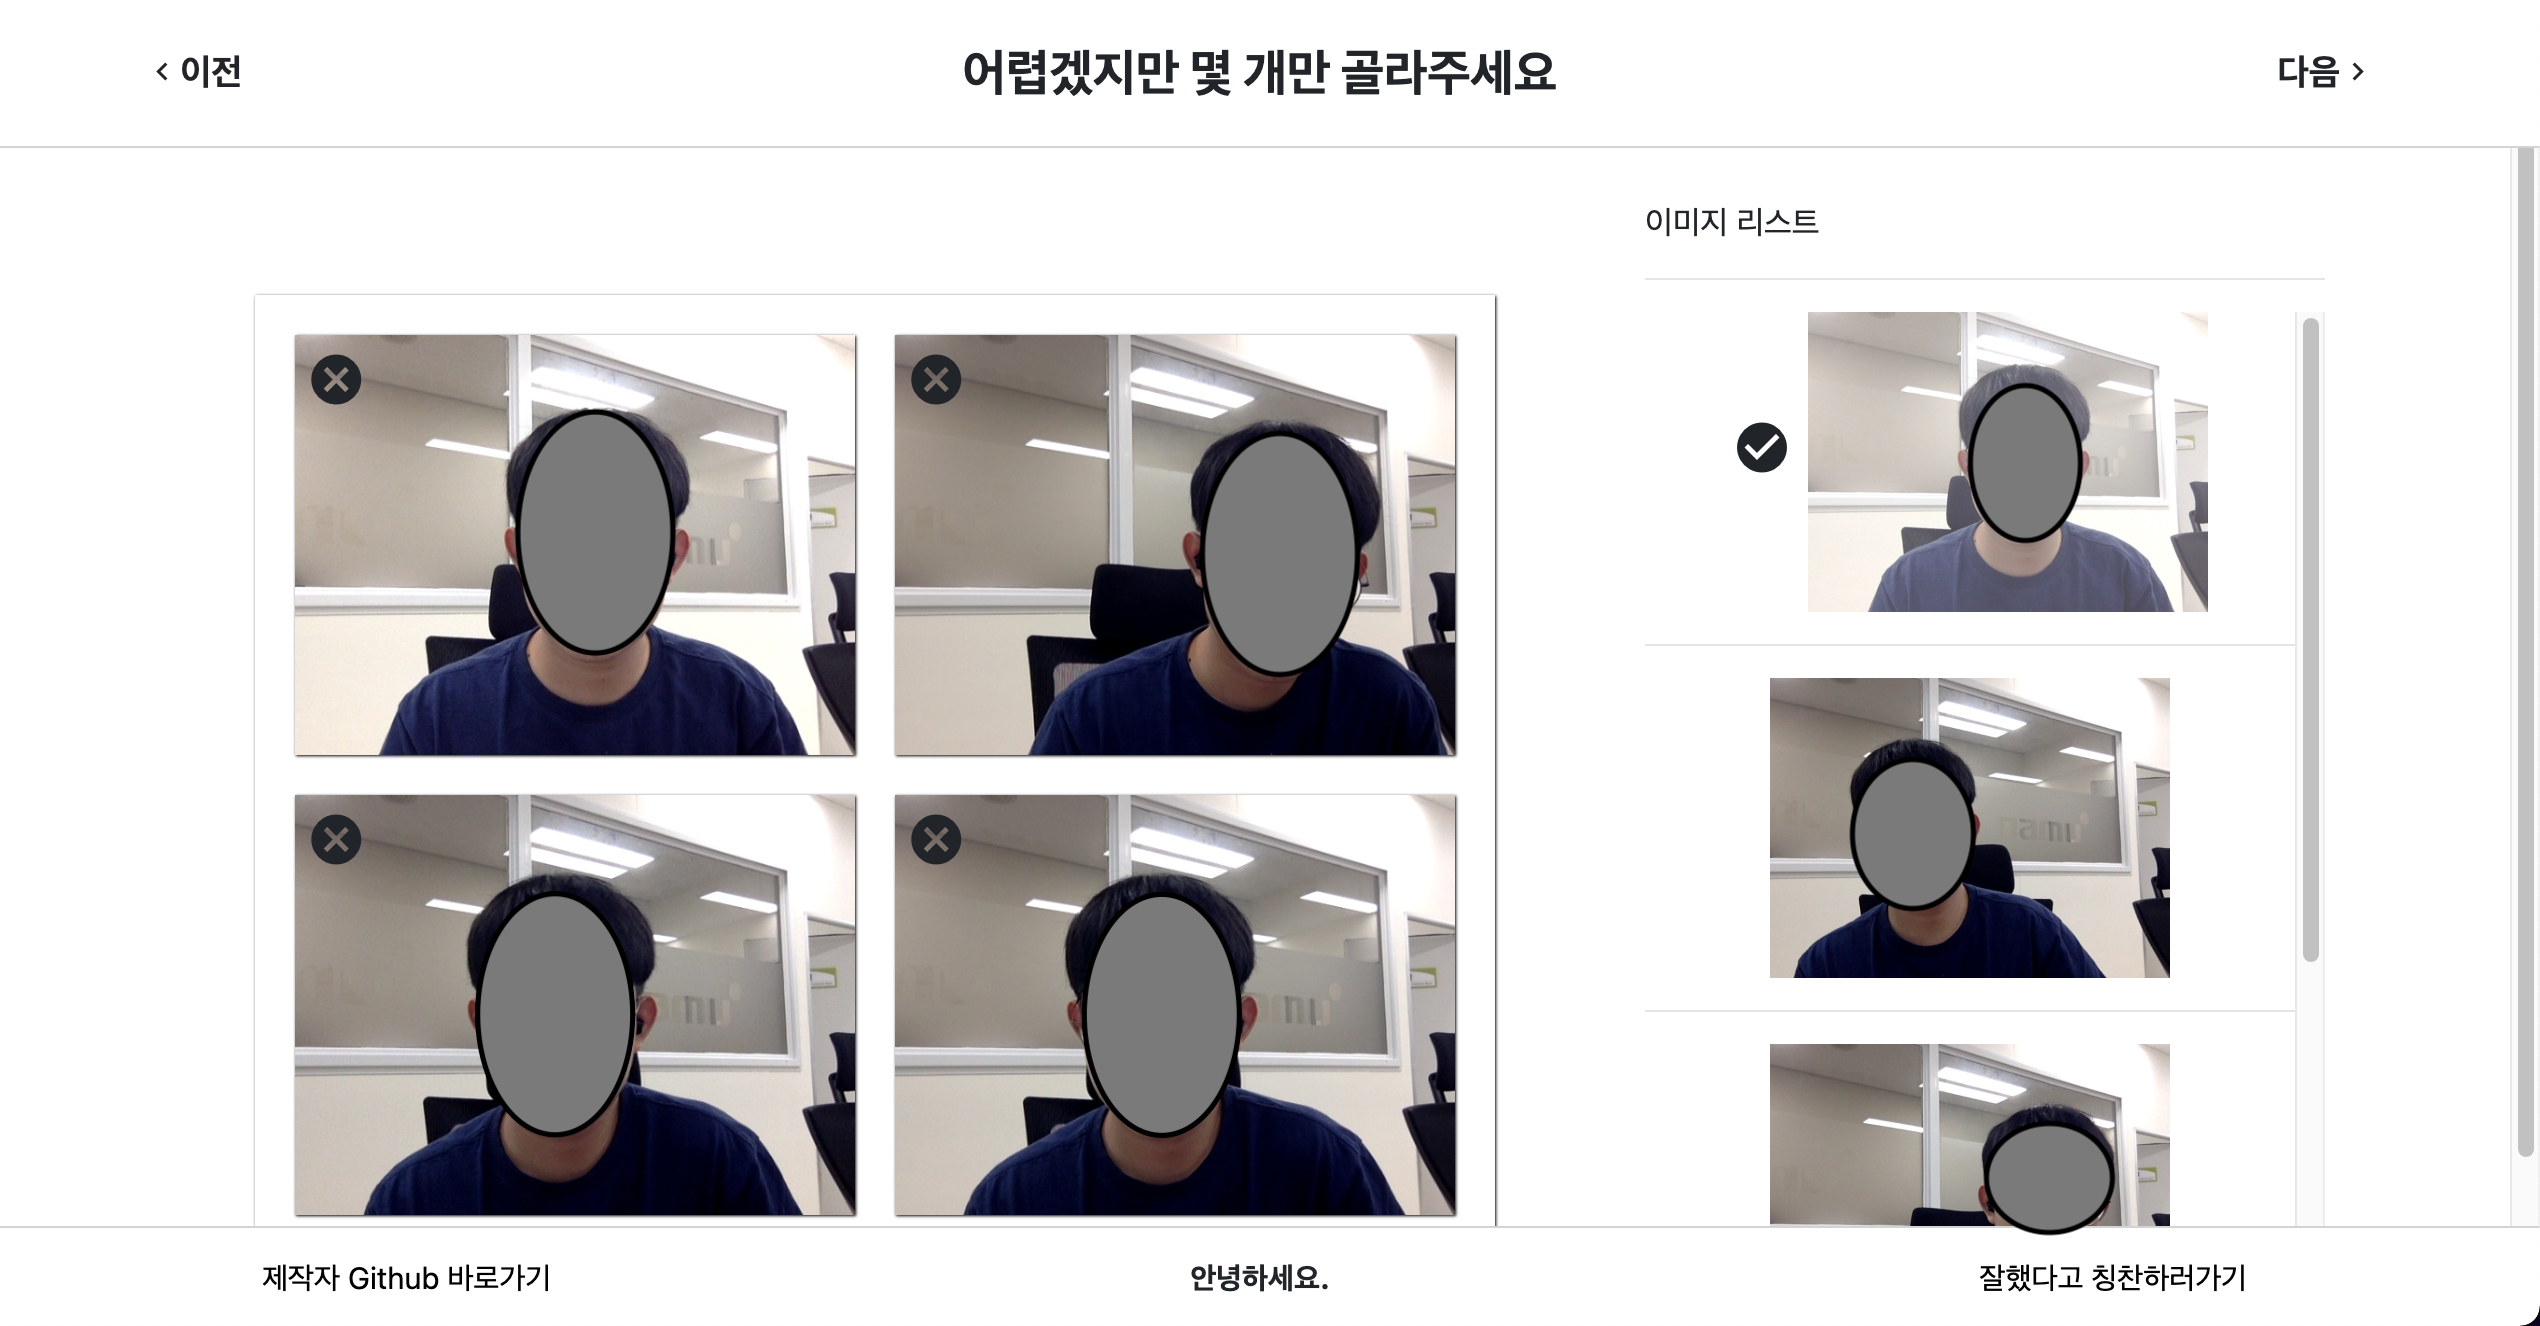 이전
어렵겠지만 몇 개만 골라주세요
다음
이미지 리스트
namu
제작자 Github 바로가기
안녕하세요.
잘했다고 칭찬하러가기